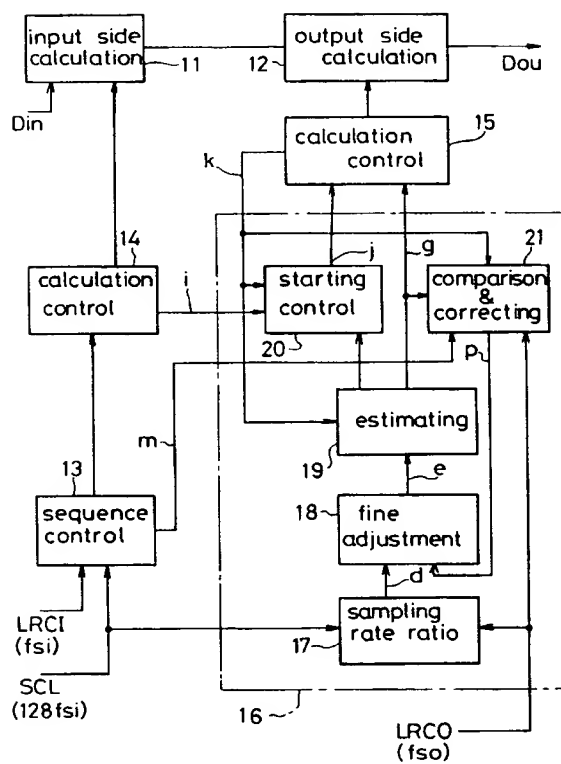 input side
calculation
11
output side
calculation
12
Din
Dou
calculation
control
15
k
14
calculation
control
i
j
g
21
starting
control
20
comparison
&
correcting
p
m
estimating
19
e
13
sequence
control
18
fine
adjustment
d
sampling
rate ratio
17
LRCI
(fsi)
SCL
(128fsi)
16
LRCO
(fso)